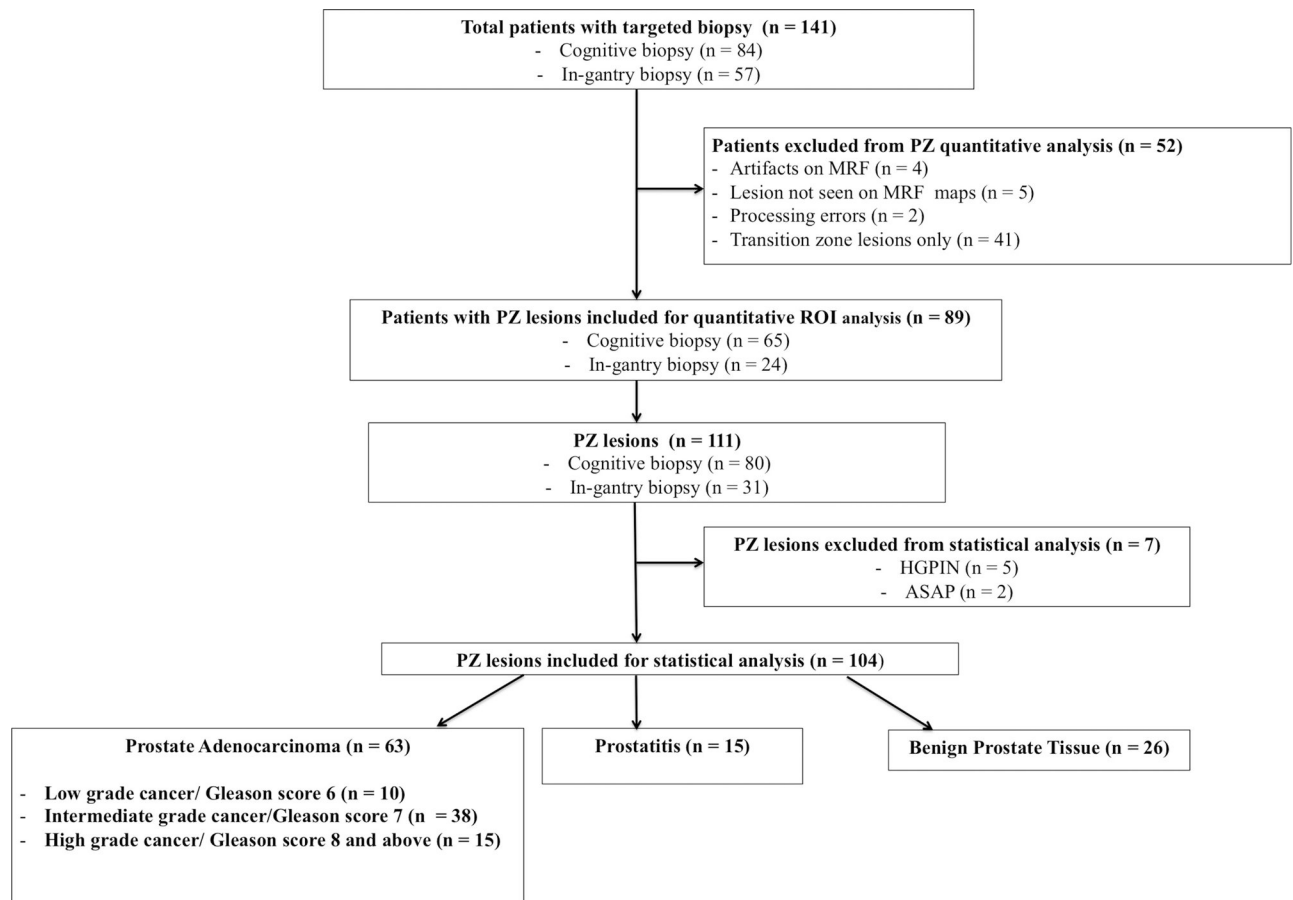 Total patients with targeted biopsy (n = 141)
- Cognitive biopsy (n = 84)
- In-gantry biopsy (n = 57)
Patients excluded from PZ quantitative analysis (n = 52)
- Artifacts on MRF (n = 4)
- Lesion not seen on MRF maps (n = 5)
- Processing errors (n = 2)
- Transition zone lesions only (n = 41)
Patients with PZ lesions included for quantitative ROI analysis (n = 89)
- Cognitive biopsy (n = 65)
- In-gantry biopsy (n = 24)
PZ lesions (n = 111)
- Cognitive biopsy (n = 80)
- In-gantry biopsy (n = 31)
PZ lesions excluded from statistical analysis (n = 7)
- HGPIN (n = 5)
- ASAP (n = 2)
PZ lesions included for statistical analysis (n = 104)
Prostate Adenocarcinoma (n = 63)
- Low grade cancer/ Gleason score 6 (n = 10)
- Intermediate grade cancer/Gleason score 7 (n = 38)
- High grade cancer/ Gleason score 8 and above (n = 15)
Prostatitis (n = 15)
Benign Prostate Tissue (n = 26)